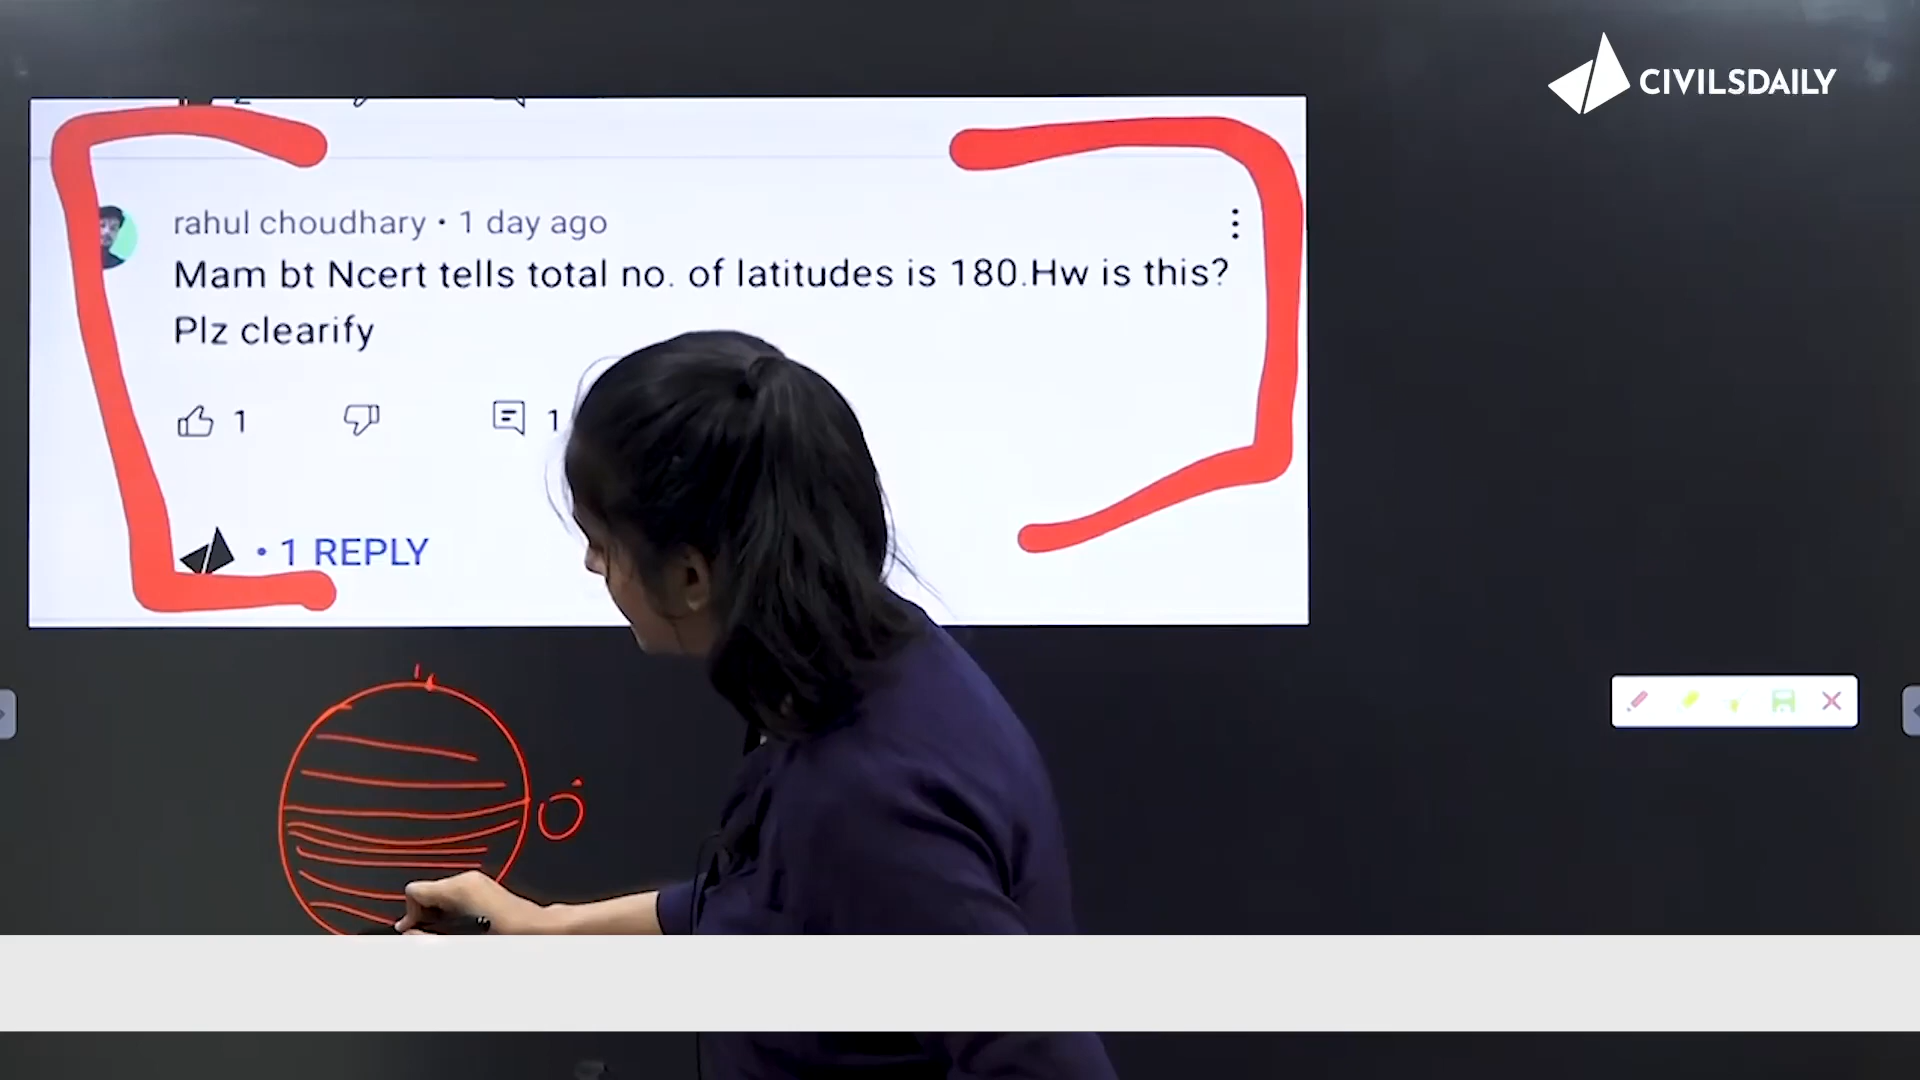 CIVILSDAILY
rahul choudhary • 1 day ago
Mam bt Ncert tells total no. of latitudes is 180.Hw is this?
Plz clearify
1
1
• 1 REPLY
0°